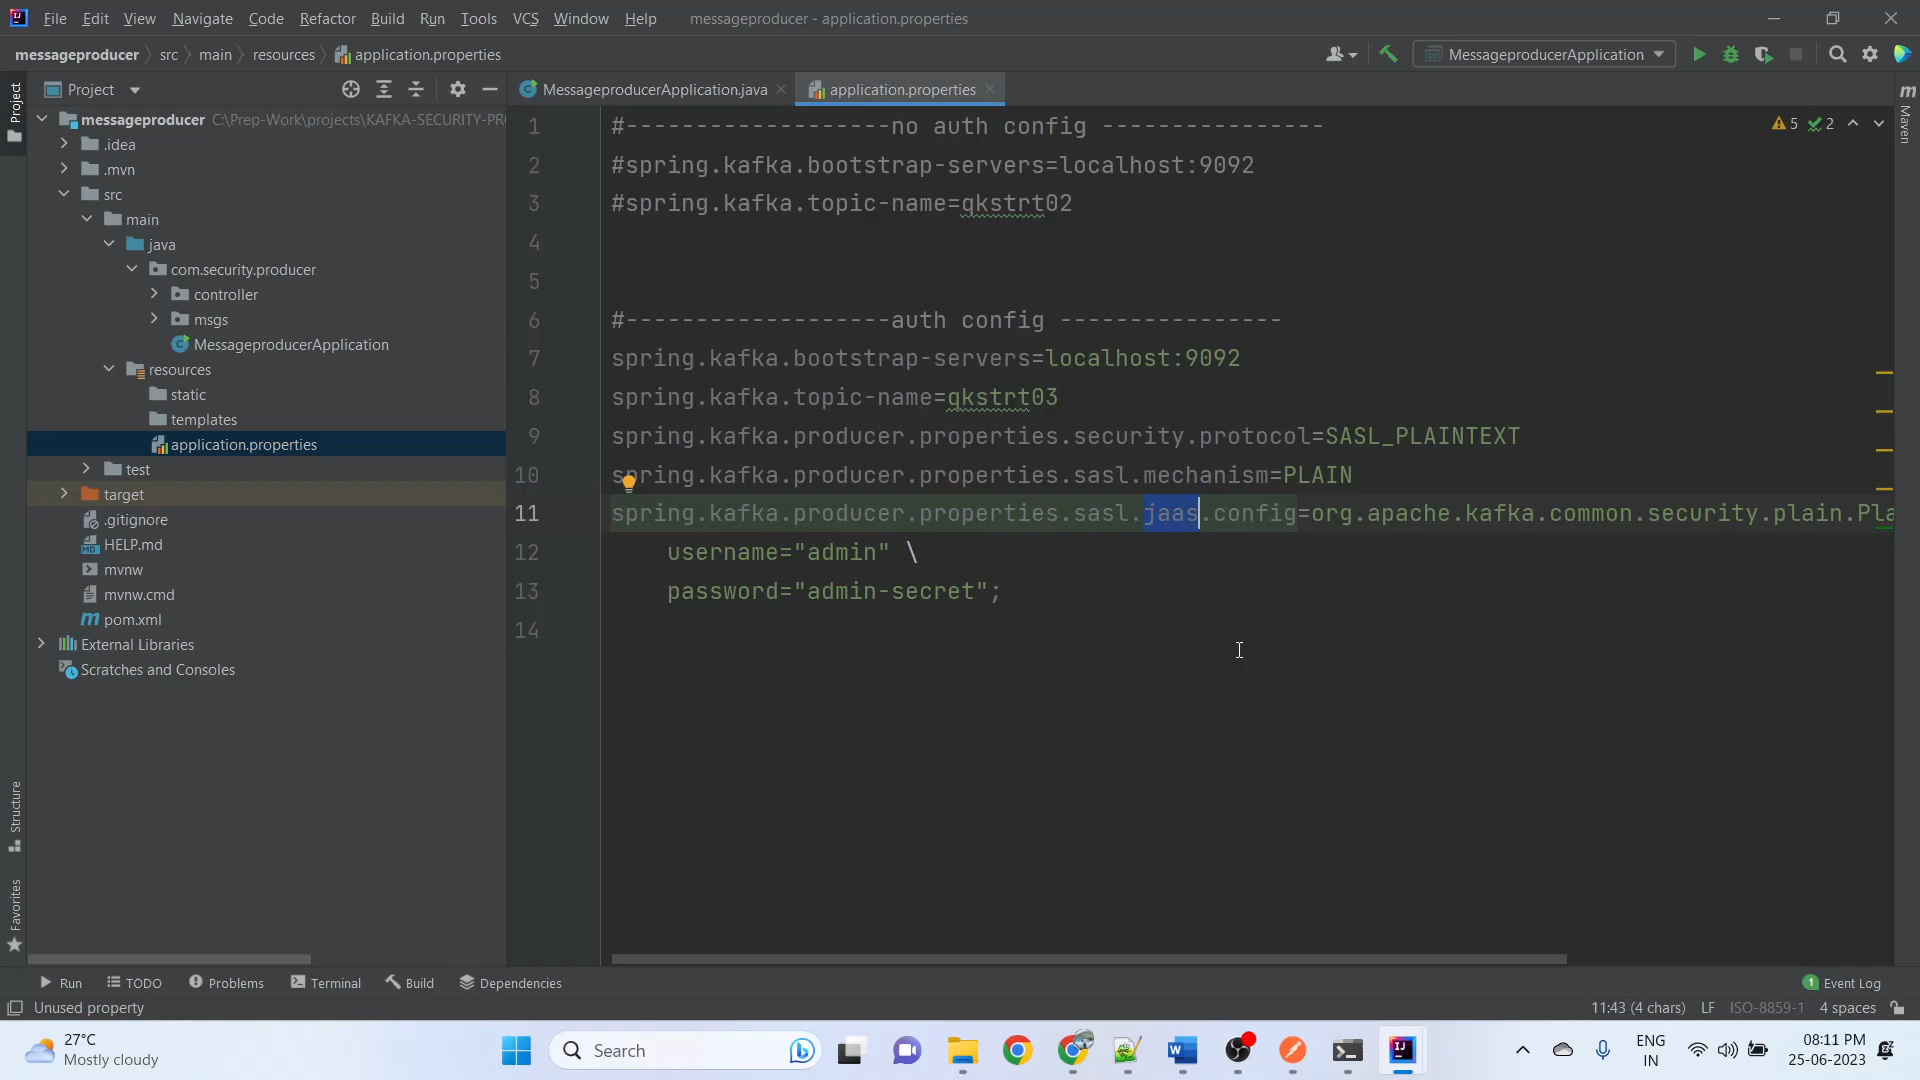 File Edit View Navigate Code Refactor Build Run Tools VCS Window Help messageproducer - application.properties
messageproducer src main resources application.properties MessageproducerApplication
Project
Project
MessageproducerApplication.java application.properties
messageproducer C:\Prep-Work\projects\KAFKA-SECURITY-PR
.idea
.mvn
src
main
java
com.security.producer
controller
msgs
MessageproducerApplication
resources
static
templates
application.properties
test
target
.gitignore
HELP.md
mvnw
mvnw.cmd
pom.xml
External Libraries
Scratches and Consoles
Structure
Favorites
1 #-------------------no auth config ----------------
2 #spring.kafka.bootstrap-servers=localhost:9092
3 #spring.kafka.topic-name=qkstrt02
4
5
6 #-------------------auth config ----------------
7 spring.kafka.bootstrap-servers=localhost:9092
8 spring.kafka.topic-name=qkstrt03
9 spring.kafka.producer.properties.security.protocol=SASL_PLAINTEXT
10 spring.kafka.producer.properties.sasl.mechanism=PLAIN
11 spring.kafka.producer.properties.sasl.jaas.config=org.apache.kafka.common.security.plain.Pla
12 username="admin" \
13 password="admin-secret";
14
5 2
m Maven
Run TODO Problems Terminal Build Dependencies 1 Event Log
Unused property 11:43 (4 chars) LF ISO-8859-1 4 spaces
27°C
Mostly cloudy
Search
ENG
IN
08:11 PM
25-06-2023